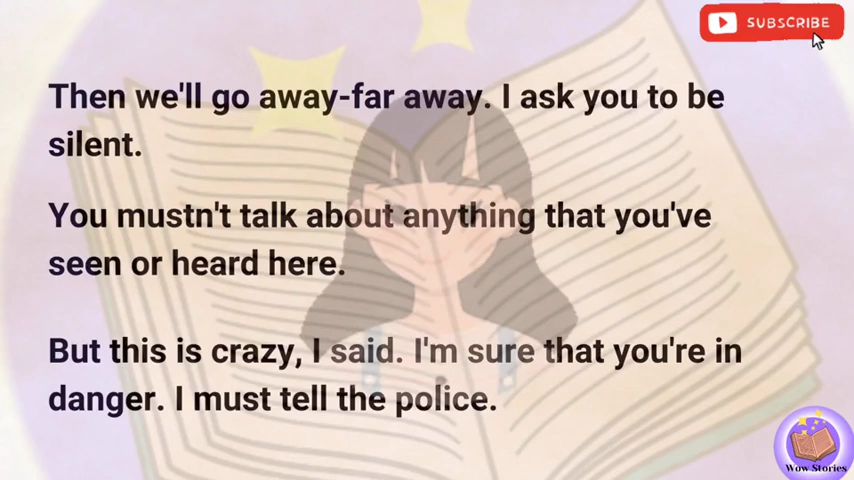 SUBSCRIBE
Then we'll go away-far away. I ask you to be
silent.
You mustn't talk about anything that you've
seen or heard here.
But this is crazy, I said. I'm sure that you're in
danger. I must tell the police.
Wow Stories